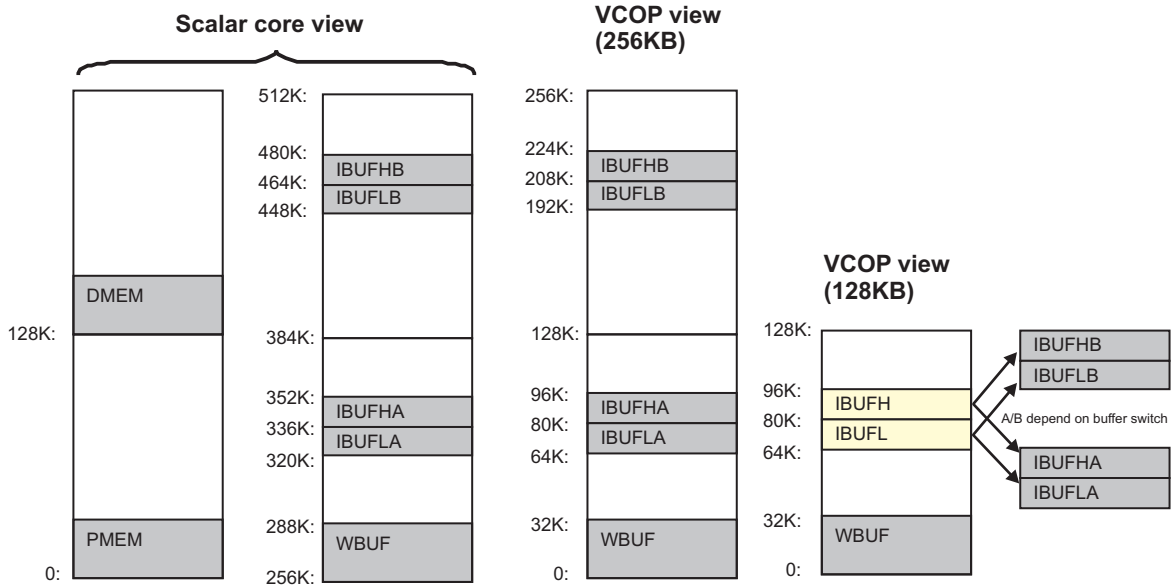 Scalar core view
DMEM
128K:
PMEM
0:
512K:
480K:
IBUFHB
464K:
IBUFLB
448K:
384K:
352K:
IBUFHA
336K:
IBUFLA
320K:
288K:
WBUF
256K:
VCOP view
(256KB)
256K:
224K:
IBUFHB
208K:
IBUFLB
192K:
128K:
96K:
IBUFHA
80K:
IBUFLA
64K:
32K:
WBUF
0:
VCOP view
(128KB)
128K:
96K:
IBUFH
80K:
IBUFL
64K:
32K:
WBUF
0:
IBUFHB
IBUFLB
A/B depend on buffer switch
IBUFHA
IBUFLA